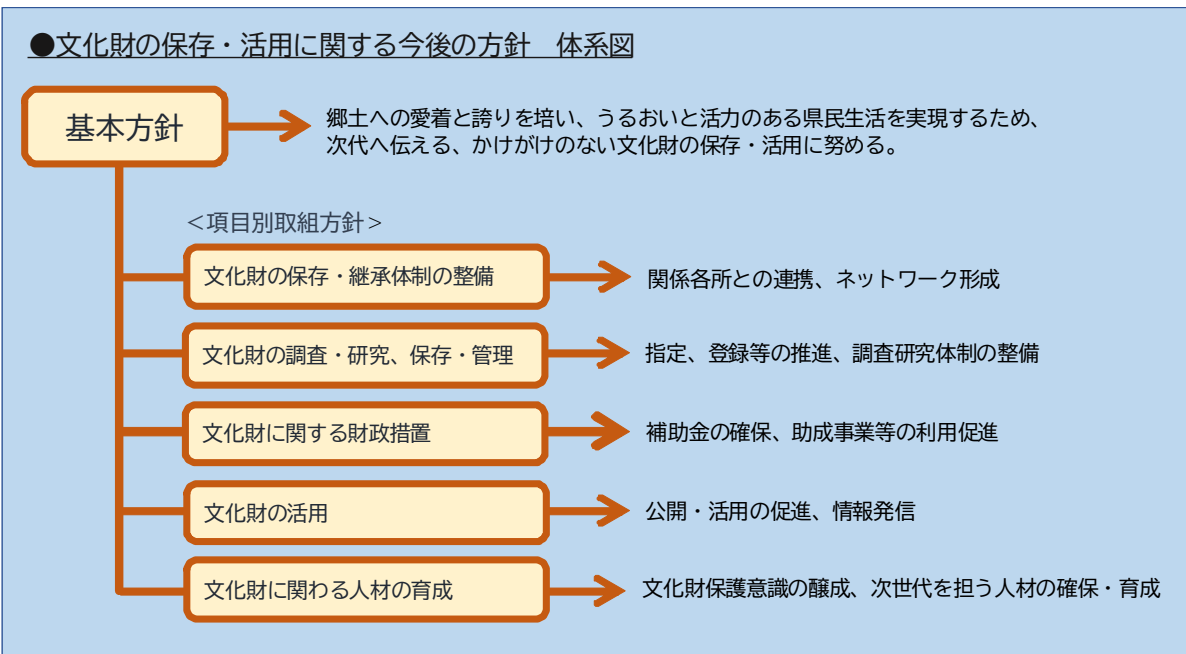 ●文化財の保存・活用に関する今後の方針　体系図
基本方針
郷土への愛着と誇りを培い、うるおいと活力のある県民生活を実現するため、
次代へ伝える、かけがけのない文化財の保存・活用に努める。
＜項目別取組方針＞
文化財の保存・継承体制の整備
関係各所との連携、ネットワーク形成
文化財の調査・研究、保存・管理
指定、登録等の推進、調査研究体制の整備
文化財に関する財政措置
補助金の確保、助成事業等の利用促進
文化財の活用
公開・活用の促進、情報発信
文化財に関わる人材の育成
文化財保護意識の醸成、次世代を担う人材の確保・育成